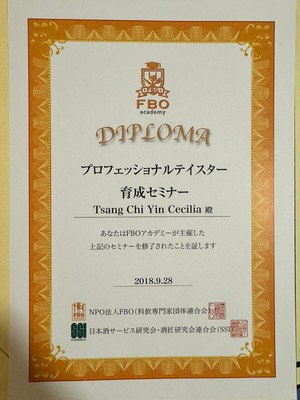 FBO
FBO
academy
DIPLOMA
プロフェッショナルテイスター
育成セミナー
Tsang Chi Yin Cecilia 殿
あなたはFBOアカデミーが主催した
上記のセミナーを修了されたことを証します
2018.9.28
FBO
NPO法人FBO(料飲専門家団体連合会)
SSI
日本酒サービス研究会・酒匠研究会連合会(SSI)